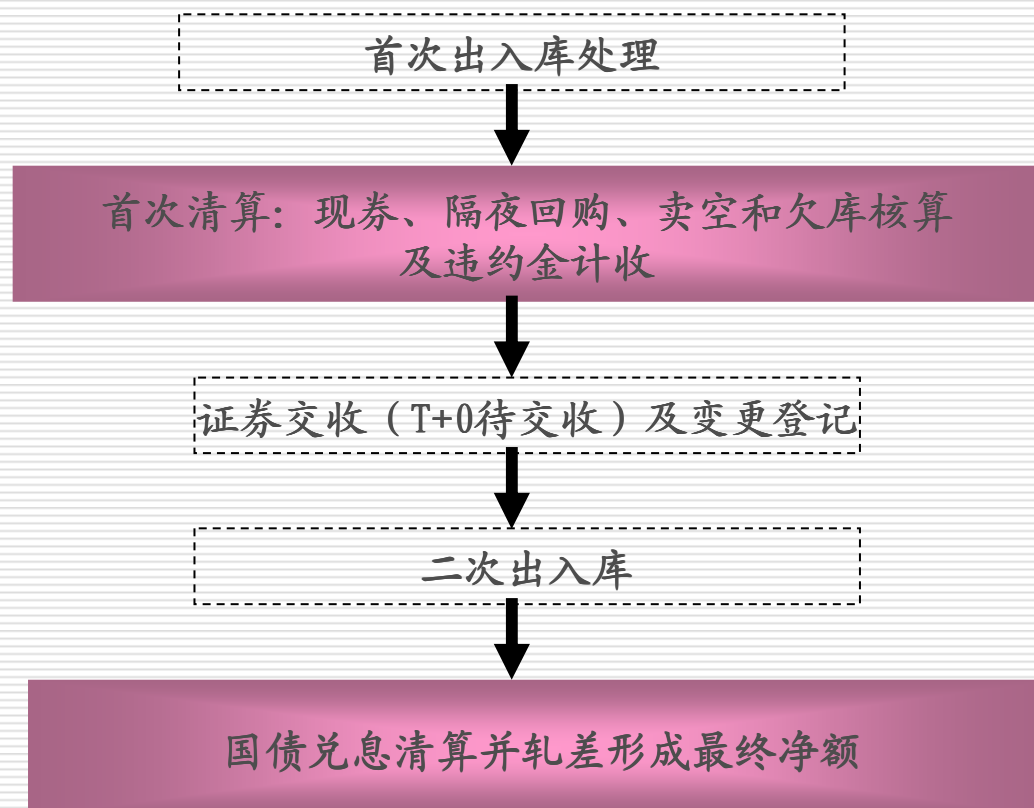 首次出入库处理
首次清算：现券、隔夜回购、卖空和欠库核算
及违约金计收
证券交收（T+0待交收）及变更登记
二次出入库
国债兑息清算并轧差形成最终净额